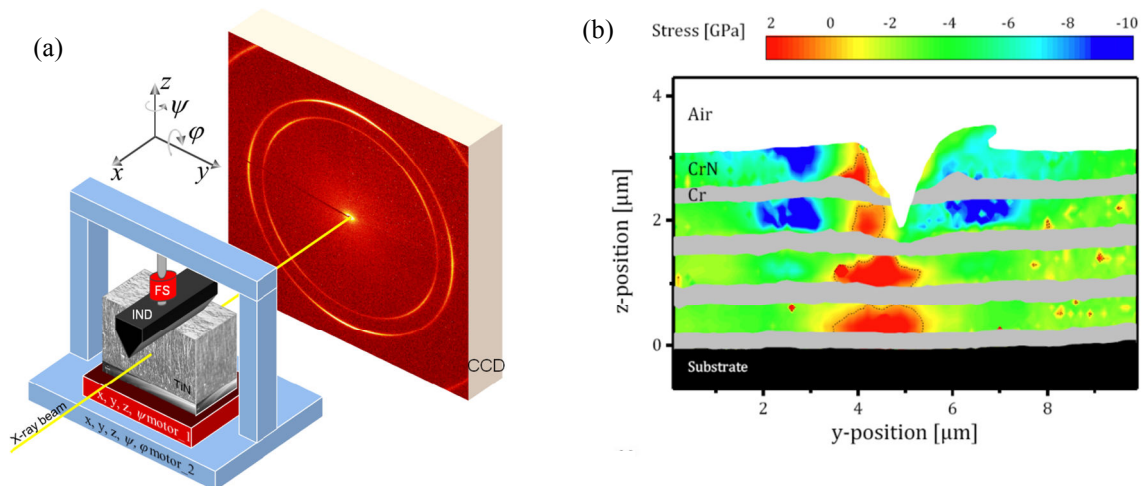 (a)
z
ψ
φ
x
y
FS
IND
TiN
x, y, z, ψ motor_1
x, y, z, ψ, φ motor_2
X-ray beam
CCD
(b)
Stress [GPa]
2 0 -2 -4 -6 -8 -10
4
2
0
z-position [μm]
Air
CrN
Cr
Substrate
2 4 6 8
y-position [μm]